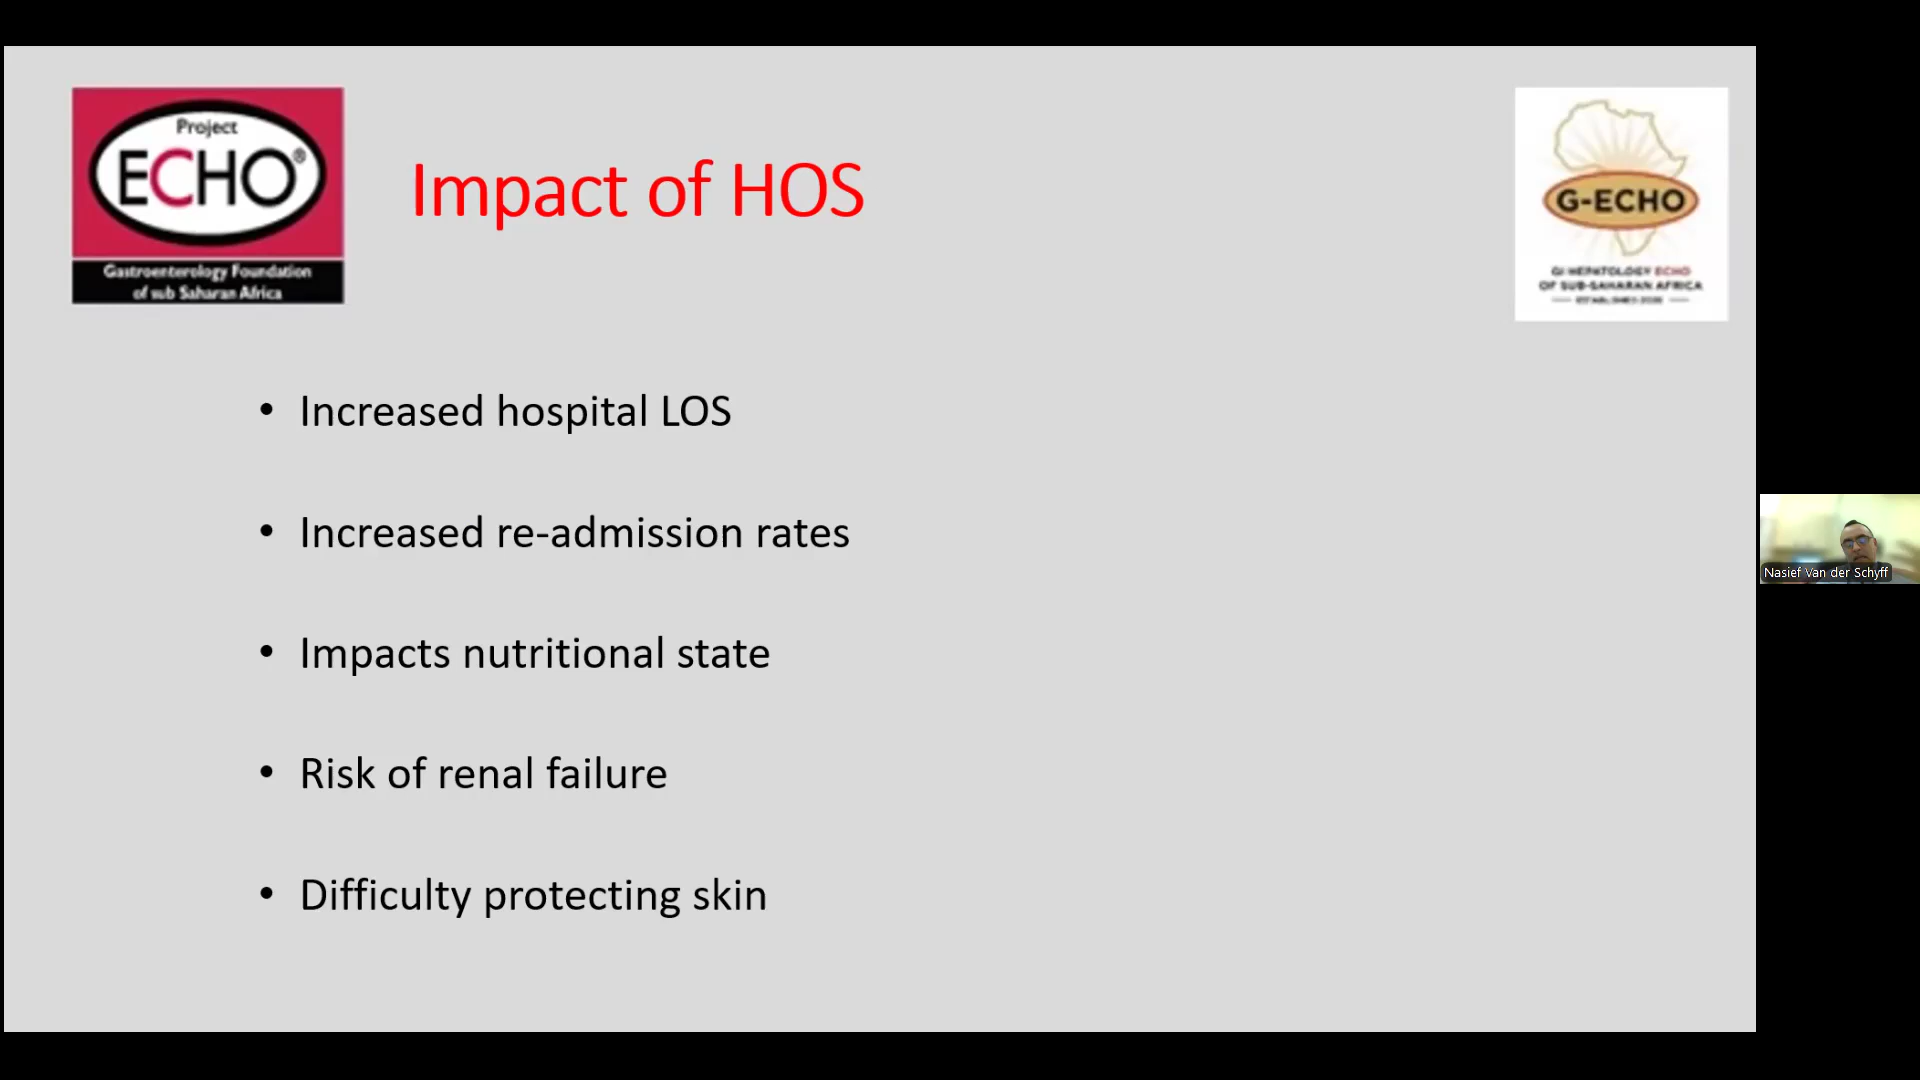 Project
ECHO®
Gastroenterology Foundation
of sub Saharan Africa
Impact of HOS
G-ECHO
GI HEPATOLOGY ECHO
OF SUB-SAHARAN AFRICA
• Increased hospital LOS
• Increased re-admission rates
• Impacts nutritional state
• Risk of renal failure
• Difficulty protecting skin
Nasief Van der Schyff